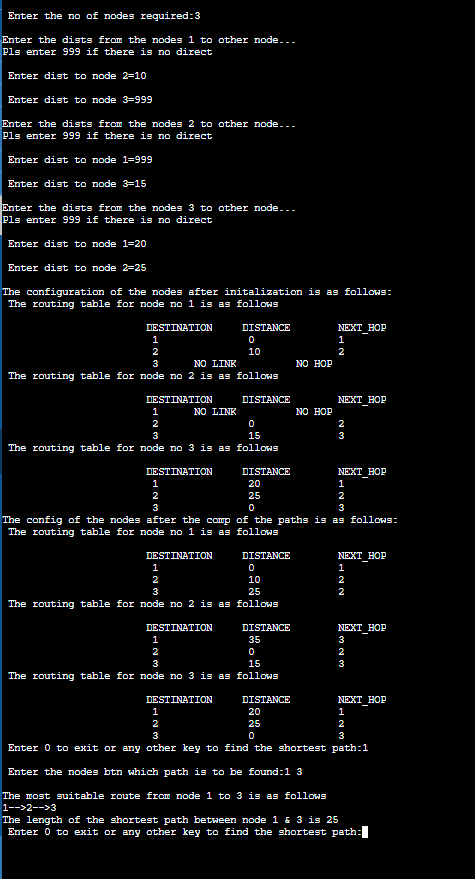 Enter the no of nodes required:3
Enter the dists from the nodes 1 to other node...
Pls enter 999 if there is no direct
Enter dist to node 2=10
Enter dist to node 3=999
Enter the dists from the nodes 2 to other node...
Pls enter 999 if there is no direct
Enter dist to node 1=999
Enter dist to node 3=15
Enter the dists from the nodes 3 to other node...
Pls enter 999 if there is no direct
Enter dist to node 1=20
Enter dist to node 2=25
The configuration of the nodes after initalization is as follows:
The routing table for node no 1 is as follows
DESTINATION DISTANCE NEXT_HOP
1 0 1
2 10 2
3 NO LINK NO HOP
The routing table for node no 2 is as follows
DESTINATION DISTANCE NEXT_HOP
1 NO LINK NO HOP
2 0 2
3 15 3
The routing table for node no 3 is as follows
DESTINATION DISTANCE NEXT_HOP
1 20 1
2 25 2
3 0 3
The config of the nodes after the comp of the paths is as follows:
The routing table for node no 1 is as follows
DESTINATION DISTANCE NEXT_HOP
1 0 1
2 10 2
3 25 2
The routing table for node no 2 is as follows
DESTINATION DISTANCE NEXT_HOP
1 35 3
2 0 2
3 15 3
The routing table for node no 3 is as follows
DESTINATION DISTANCE NEXT_HOP
1 20 1
2 25 2
3 0 3
Enter 0 to exit or any other key to find the shortest path:1
Enter the nodes btn which path is to be found:1 3
The most suitable route from node 1 to 3 is as follows
1-->2-->3
The length of the shortest path between node 1 & 3 is 25
Enter 0 to exit or any other key to find the shortest path: